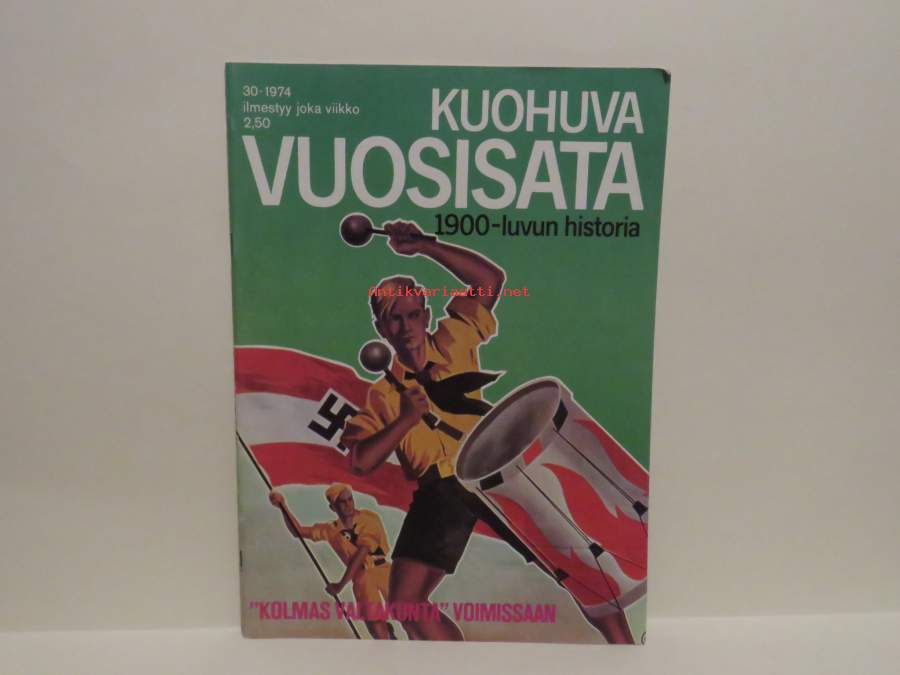 30-1974
ilmestyy joka viikko
2,50
KUOHUVA
VUOSISATA
1900-luvun historia
Antikvariaatti.net
"KOLMAS VALTAKUNTA" VOIMISSAAN